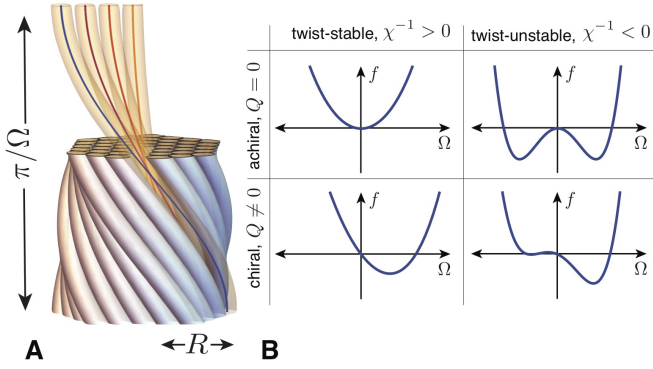 π/Ω
R
A
B
twist-stable, χ⁻¹ > 0
twist-unstable, χ⁻¹ < 0
achiral, Q = 0
f
Ω
f
Ω
chiral, Q ≠ 0
f
Ω
f
Ω